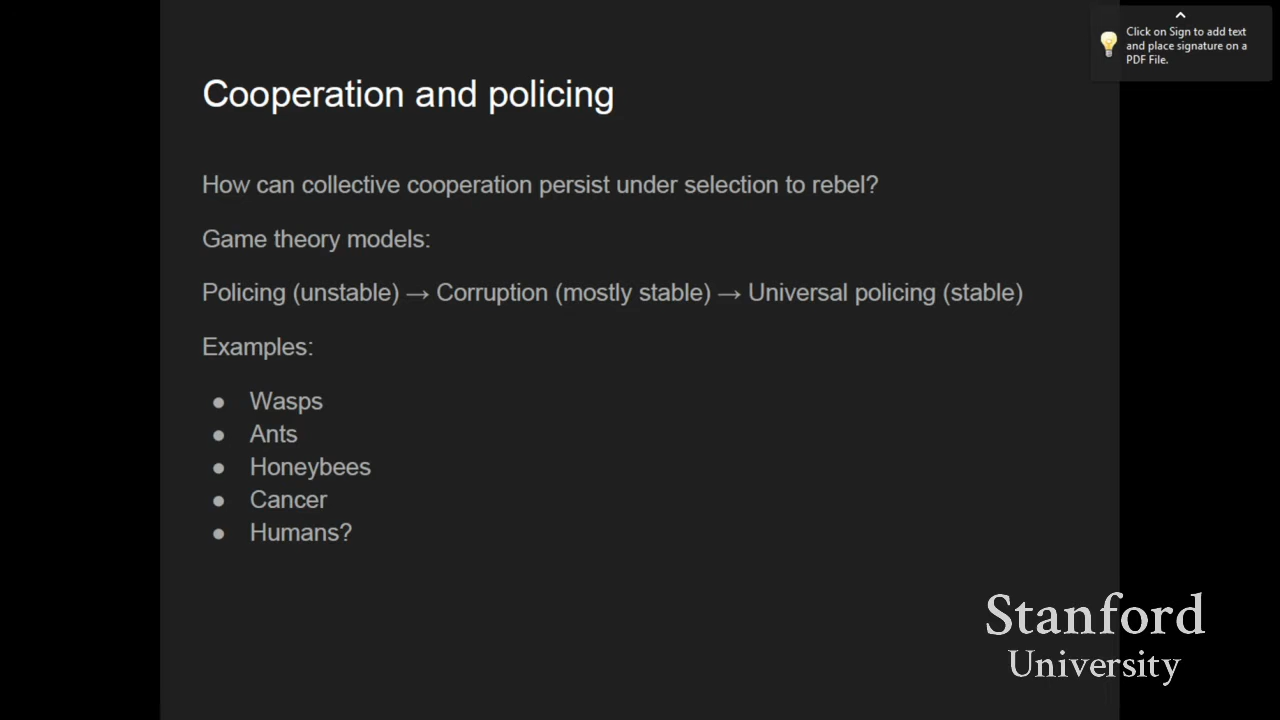 Cooperation and policing
How can collective cooperation persist under selection to rebel?
Game theory models:
Policing (unstable) → Corruption (mostly stable) → Universal policing (stable)
Examples:
● Wasps
● Ants
● Honeybees
● Cancer
● Humans?
Click on Sign to add text
and place signature on a
PDF File.
Stanford
University